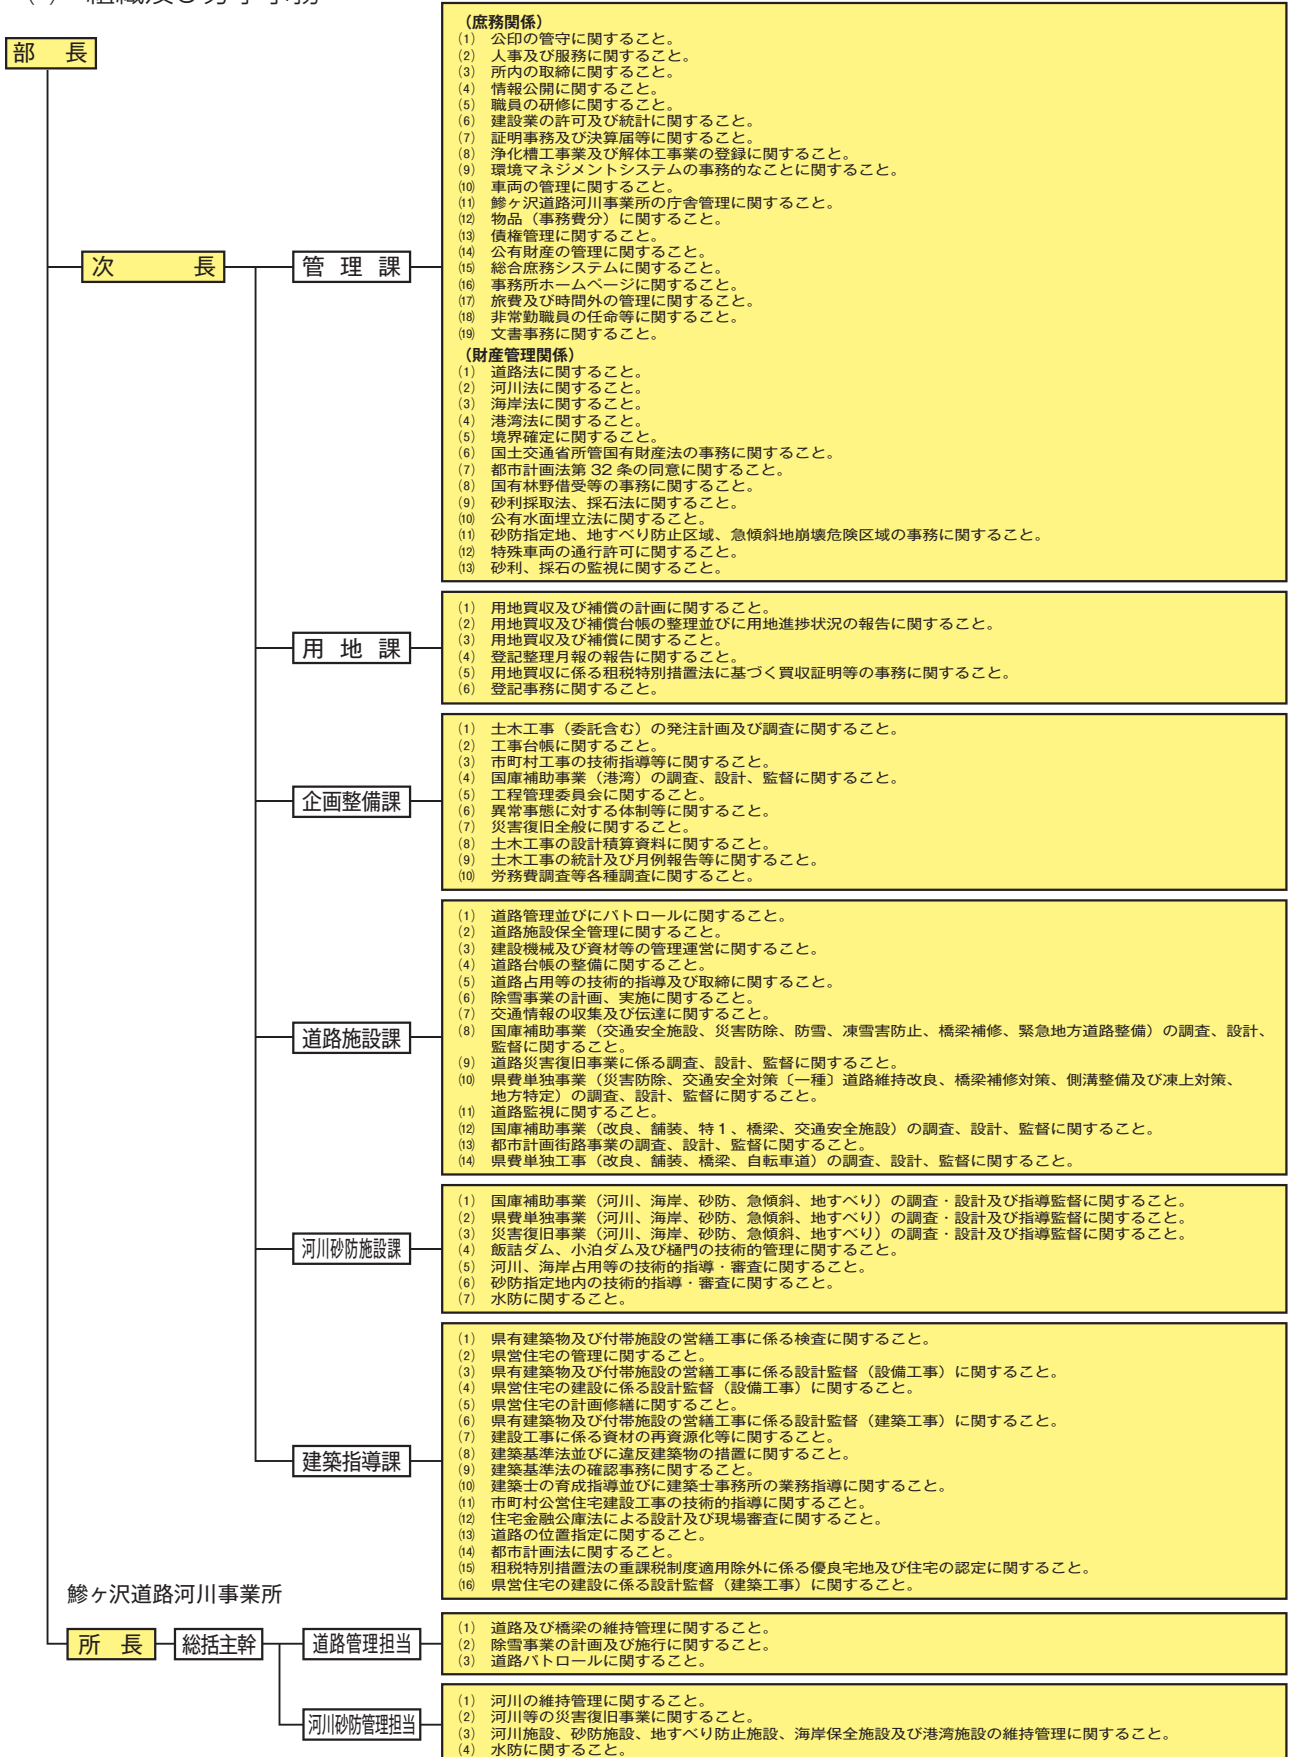 部　長
（庶務関係）
⑴　公印の管守に関すること。
⑵　人事及び服務に関すること。
⑶　所内の取締に関すること。
⑷　情報公開に関すること。
⑸　職員の研修に関すること。
⑹　建設業の許可及び統計に関すること。
⑺　証明事務及び決算届等に関すること。
⑻　浄化槽工事業及び解体工事業の登録に関すること。
⑼　環境マネジメントシステムの事務的なことに関すること。
⑽　車両の管理に関すること。
⑾　鰺ヶ沢道路河川事業所の庁舎管理に関すること。
⑿　物品（事務費分）に関すること。
⒀　債権管理に関すること。
⒁　公有財産の管理に関すること。
⒂　総合庶務システムに関すること。
⒃　事務所ホームページに関すること。
⒄　旅費及び時間外の管理に関すること。
⒅　非常勤職員の任命等に関すること。
⒆　文書事務に関すること。
次　長
管 理 課
（財産管理関係）
⑴　道路法に関すること。
⑵　河川法に関すること。
⑶　海岸法に関すること。
⑷　港湾法に関すること。
⑸　境界確定に関すること。
⑹　国土交通省所管国有財産法の事務に関すること。
⑺　都市計画法第 32 条の同意に関すること。
⑻　国有林野借受等の事務に関すること。
⑼　砂利採取法、採石法に関すること。
⑽　公有水面埋立法に関すること。
⑾　砂防指定地、地すべり防止区域、急傾斜地崩壊危険区域の事務に関すること。
⑿　特殊車両の通行許可に関すること。
⒀　砂利、採石の監視に関すること。
用 地 課
⑴　用地買収及び補償の計画に関すること。
⑵　用地買収及び補償台帳の整理並びに用地進捗状況の報告に関すること。
⑶　用地買収及び補償に関すること。
⑷　登記整理月報の報告に関すること。
⑸　用地買収に係る租税特別措置法に基づく買収証明等の事務に関すること。
⑹　登記事務に関すること。
企画整備課
⑴　土木工事（委託含む）の発注計画及び調査に関すること。
⑵　工事台帳に関すること。
⑶　市町村工事の技術指導等に関すること。
⑷　国庫補助事業（港湾）の調査、設計、監督に関すること。
⑸　工程管理委員会に関すること。
⑹　異常事態に対する体制等に関すること。
⑺　災害復旧全般に関すること。
⑻　土木工事の設計積算資料に関すること。
⑼　土木工事の統計及び月例報告等に関すること。
⑽　労務費調査等各種調査に関すること。
道路施設課
⑴　道路管理並びにパトロールに関すること。
⑵　道路施設保全管理に関すること。
⑶　建設機械及び資材等の管理運営に関すること。
⑷　道路台帳の整備に関すること。
⑸　道路占用等の技術的指導及び取締に関すること。
⑹　除雪事業の計画、実施に関すること。
⑺　交通情報の収集及び伝達に関すること。
⑻　国庫補助事業（交通安全施設、災害防除、防雪、凍雪害防止、橋梁補修、緊急地方道路整備）の調査、設計、
監督に関すること。
⑼　道路災害復旧事業に係る調査、設計、監督に関すること。
⑽　県費単独事業（災害防除、交通安全対策〔一種〕道路維持改良、橋梁補修対策、側溝整備及び凍上対策、
地方特定）の調査、設計、監督に関すること。
⑾　道路監視に関すること。
⑿　国庫補助事業（改良、舗装、特１、橋梁、交通安全施設）の調査、設計、監督に関すること。
⒀　都市計画街路事業の調査、設計、監督に関すること。
⒁　県費単独工事（改良、舗装、橋梁、自転車道）の調査、設計、監督に関すること。
河川砂防施設課
⑴　国庫補助事業（河川、海岸、砂防、急傾斜、地すべり）の調査・設計及び指導監督に関すること。
⑵　県費単独事業（河川、海岸、砂防、急傾斜、地すべり）の調査・設計及び指導監督に関すること。
⑶　災害復旧事業（河川、海岸、砂防、急傾斜、地すべり）の調査・設計及び指導監督に関すること。
⑷　飯詰ダム、小泊ダム及び樋門の技術的管理に関すること。
⑸　河川、海岸占用等の技術的指導・審査に関すること。
⑹　砂防指定地内の技術的指導・審査に関すること。
⑺　水防に関すること。
建築指導課
⑴　県有建築物及び付帯施設の営繕工事に係る検査に関すること。
⑵　県営住宅の管理に関すること。
⑶　県有建築物及び付帯施設の営繕工事に係る設計監督（設備工事）に関すること。
⑷　県営住宅の建設に係る設計監督（設備工事）に関すること。
⑸　県営住宅の計画修繕に関すること。
⑹　県有建築物及び付帯施設の営繕工事に係る設計監督（建築工事）に関すること。
⑺　建設工事に係る資材の再資源化等に関すること。
⑻　建築基準法並びに違反建築物の措置に関すること。
⑼　建築基準法の確認事務に関すること。
⑽　建築士の育成指導並びに建築士事務所の業務指導に関すること。
⑾　市町村公営住宅建設工事の技術的指導に関すること。
⑿　住宅金融公庫法による設計及び現場審査に関すること。
⒀　道路の位置指定に関すること。
⒁　都市計画法に関すること。
⒂　租税特別措置法の重課税制度適用除外に係る優良宅地及び住宅の認定に関すること。
⒃　県営住宅の建設に係る設計監督（建築工事）に関すること。
鰺ヶ沢道路河川事業所
所　長
総括主幹
道路管理担当
⑴　道路及び橋梁の維持管理に関すること。
⑵　除雪事業の計画及び施行に関すること。
⑶　道路パトロールに関すること。
河川砂防管理担当
⑴　河川の維持管理に関すること。
⑵　河川等の災害復旧事業に関すること。
⑶　河川施設、砂防施設、地すべり防止施設、海岸保全施設及び港湾施設の維持管理に関すること。
⑷　水防に関すること。